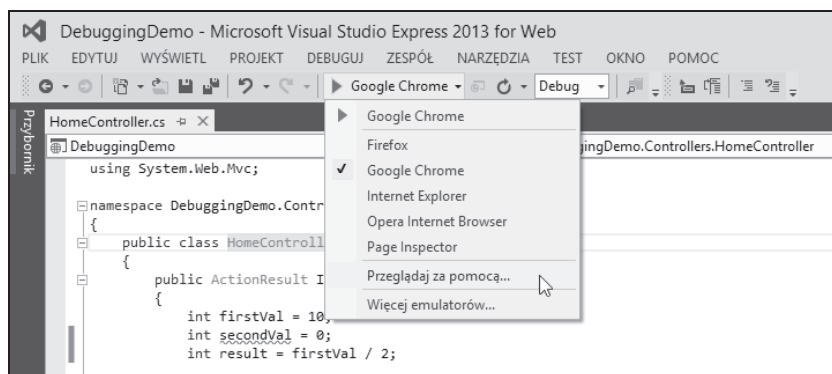 DebuggingDemo - Microsoft Visual Studio Express 2013 for Web
PLIK EDYTUJ WYŚWIETL PROJEKT DEBUGUJ ZESPÓŁ NARZĘDZIA TEST OKNO POMOC
Google Chrome Debug
Przybornik
HomeController.cs
DebuggingDemo
gingDemo.Controllers.HomeController
Google Chrome
Firefox
Google Chrome
Internet Explorer
Opera Internet Browser
Page Inspector
Przeglądaj za pomocą...
Więcej emulatorów...
using System.Web.Mvc;
namespace DebuggingDemo.Contr
{
public class HomeControll
{
public ActionResult I
{
int firstVal = 10;
int secondVal = 0;
int result = firstVal / 2;